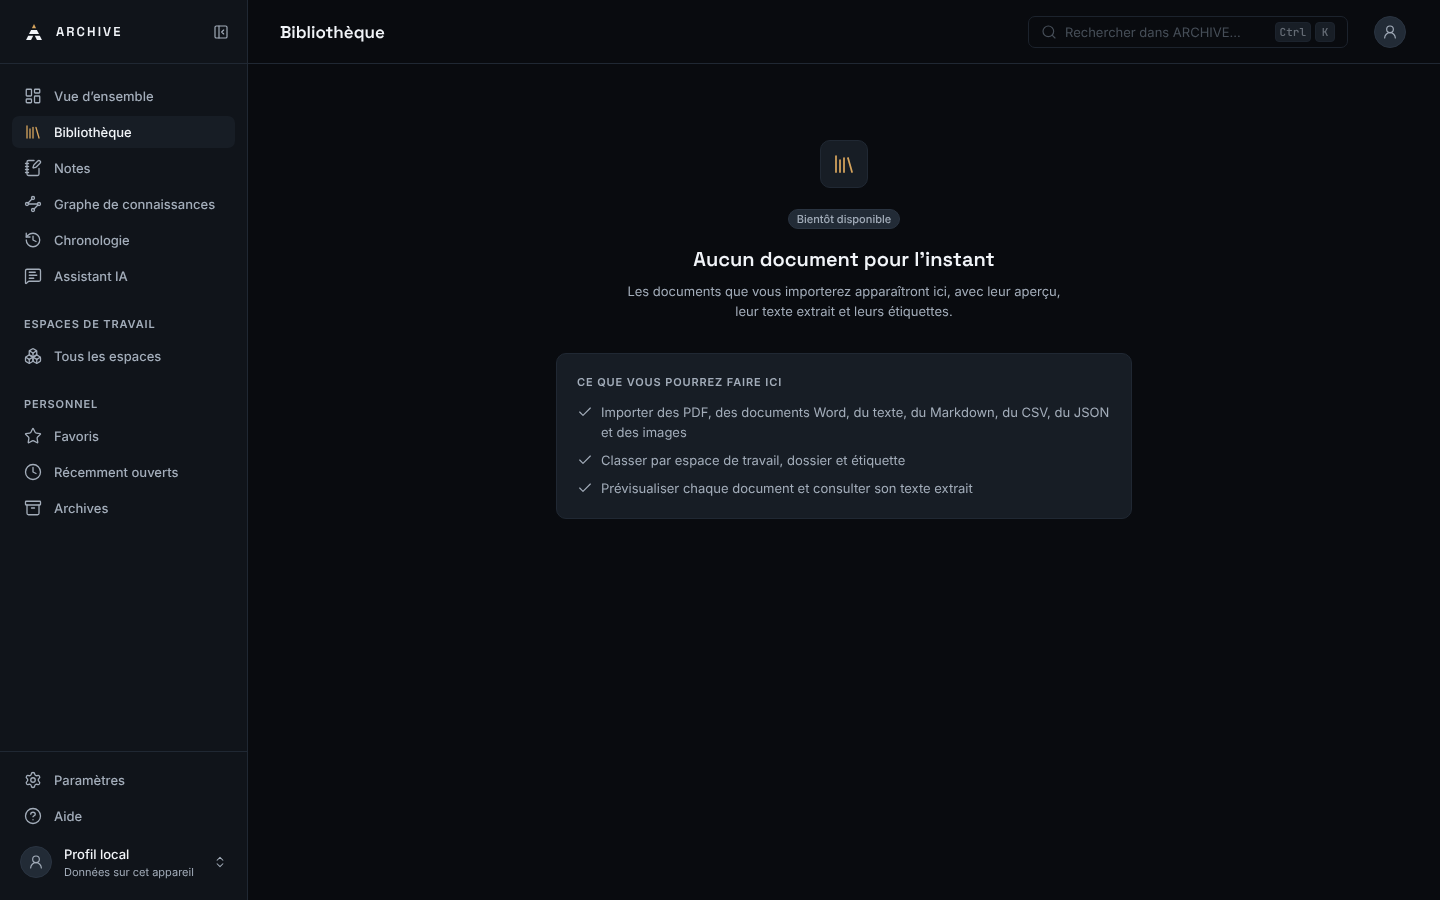 ARCHIVE
Bibliothèque
Rechercher dans ARCHIVE...
Ctrl K
Vue d’ensemble
Bibliothèque
Notes
Graphe de connaissances
Chronologie
Assistant IA
ESPACES DE TRAVAIL
Tous les espaces
PERSONNEL
Favoris
Récemment ouverts
Archives
Paramètres
Aide
Profil local
Données sur cet appareil
Bientôt disponible
Aucun document pour l’instant
Les documents que vous importerez apparaîtront ici, avec leur aperçu,
leur texte extrait et leurs étiquettes.
CE QUE VOUS POURREZ FAIRE ICI
Importer des PDF, des documents Word, du texte, du Markdown, du CSV, du JSON
et des images
Classer par espace de travail, dossier et étiquette
Prévisualiser chaque document et consulter son texte extrait